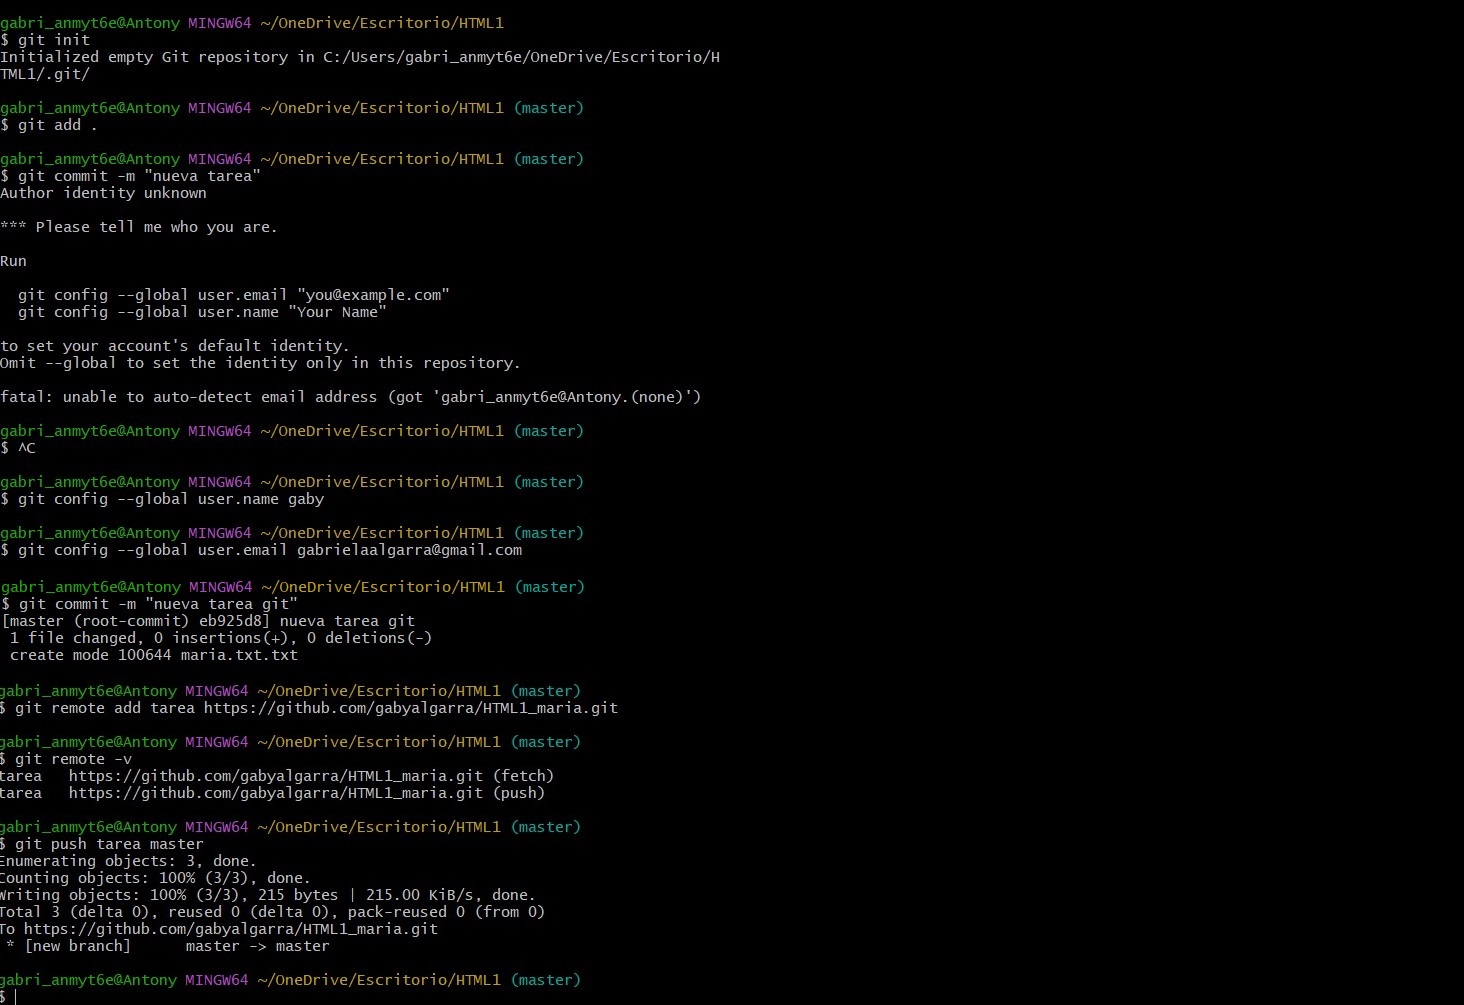 gabri_anmyt6e@Antony MINGW64 ~/OneDrive/Escritorio/HTML1
$ git init
Initialized empty Git repository in C:/Users/gabri_anmyt6e/OneDrive/Escritorio/H
TML1/.git/
gabri_anmyt6e@Antony MINGW64 ~/OneDrive/Escritorio/HTML1 (master)
$ git add .
gabri_anmyt6e@Antony MINGW64 ~/OneDrive/Escritorio/HTML1 (master)
$ git commit -m "nueva tarea"
Author identity unknown
*** Please tell me who you are.
Run
git config --global user.email "you@example.com"
git config --global user.name "Your Name"
to set your account's default identity.
Omit --global to set the identity only in this repository.
fatal: unable to auto-detect email address (got 'gabri_anmyt6e@Antony.(none)')
gabri_anmyt6e@Antony MINGW64 ~/OneDrive/Escritorio/HTML1 (master)
$ ^C
gabri_anmyt6e@Antony MINGW64 ~/OneDrive/Escritorio/HTML1 (master)
$ git config --global user.name gaby
gabri_anmyt6e@Antony MINGW64 ~/OneDrive/Escritorio/HTML1 (master)
$ git config --global user.email gabrielaalgarra@gmail.com
gabri_anmyt6e@Antony MINGW64 ~/OneDrive/Escritorio/HTML1 (master)
$ git commit -m "nueva tarea git"
[master (root-commit) eb925d8] nueva tarea git
1 file changed, 0 insertions(+), 0 deletions(-)
create mode 100644 maria.txt.txt
gabri_anmyt6e@Antony MINGW64 ~/OneDrive/Escritorio/HTML1 (master)
$ git remote add tarea https://github.com/gabyalgarra/HTML1_maria.git
gabri_anmyt6e@Antony MINGW64 ~/OneDrive/Escritorio/HTML1 (master)
$ git remote -v
tarea https://github.com/gabyalgarra/HTML1_maria.git (fetch)
tarea https://github.com/gabyalgarra/HTML1_maria.git (push)
gabri_anmyt6e@Antony MINGW64 ~/OneDrive/Escritorio/HTML1 (master)
$ git push tarea master
Enumerating objects: 3, done.
Counting objects: 100% (3/3), done.
Writing objects: 100% (3/3), 215 bytes | 215.00 KiB/s, done.
Total 3 (delta 0), reused 0 (delta 0), pack-reused 0 (from 0)
To https://github.com/gabyalgarra/HTML1_maria.git
* [new branch] master -> master
gabri_anmyt6e@Antony MINGW64 ~/OneDrive/Escritorio/HTML1 (master)
$